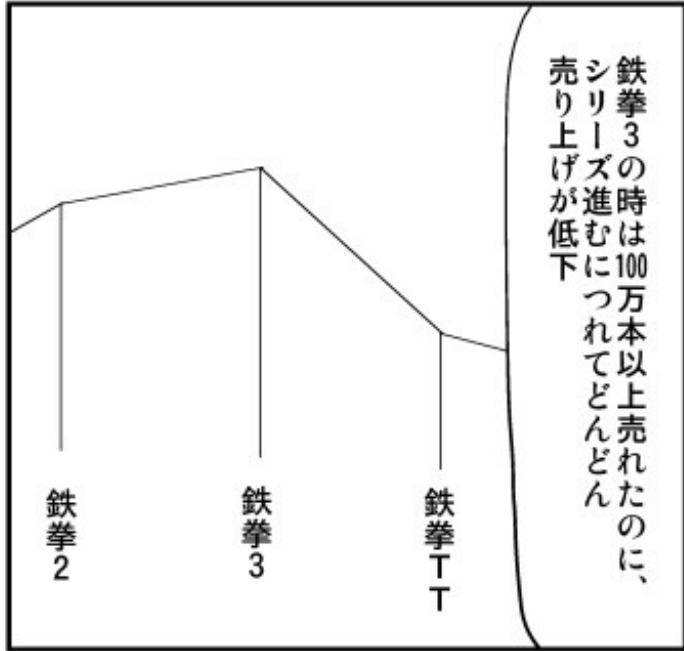 鉄拳3の時は100万本以上売れたのに、
シリーズ進むにつれてどんどん
売り上げが低下
鉄拳TT
鉄拳3
鉄拳2